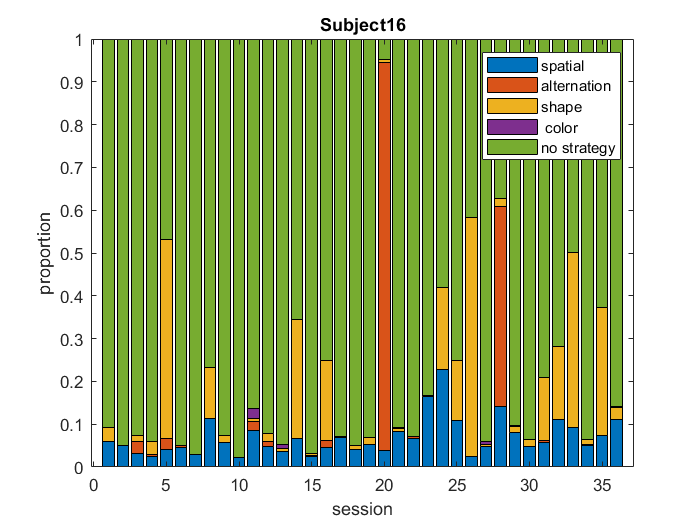 Subject16
1
0.9
0.8
0.7
0.6
0.5
0.4
0.3
0.2
0.1
0
proportion
spatial
alternation
shape
color
no strategy
0 5 10 15 20 25 30 35
session